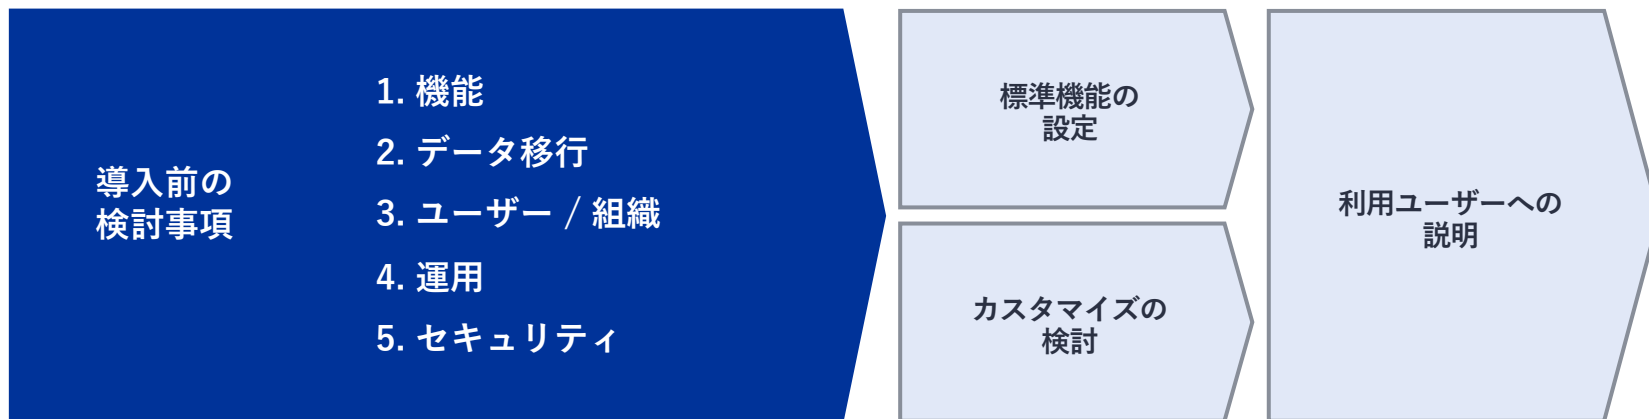 導入前の
検討事項
1. 機能
2. データ移行
3. ユーザー / 組織
4. 運用
5. セキュリティ
標準機能の
設定
カスタマイズの
検討
利用ユーザーへの
説明